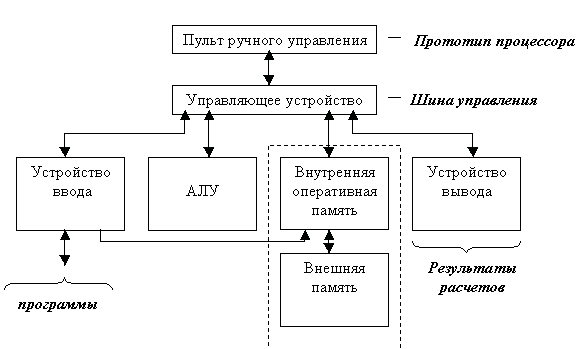 Пульт ручного управления
Прототип процессора
Управляющее устройство
Шина управления
Устройство
ввода
АЛУ
Внутренняя
оперативная
память
Устройство
вывода
Внешняя
память
программы
Результаты
расчетов